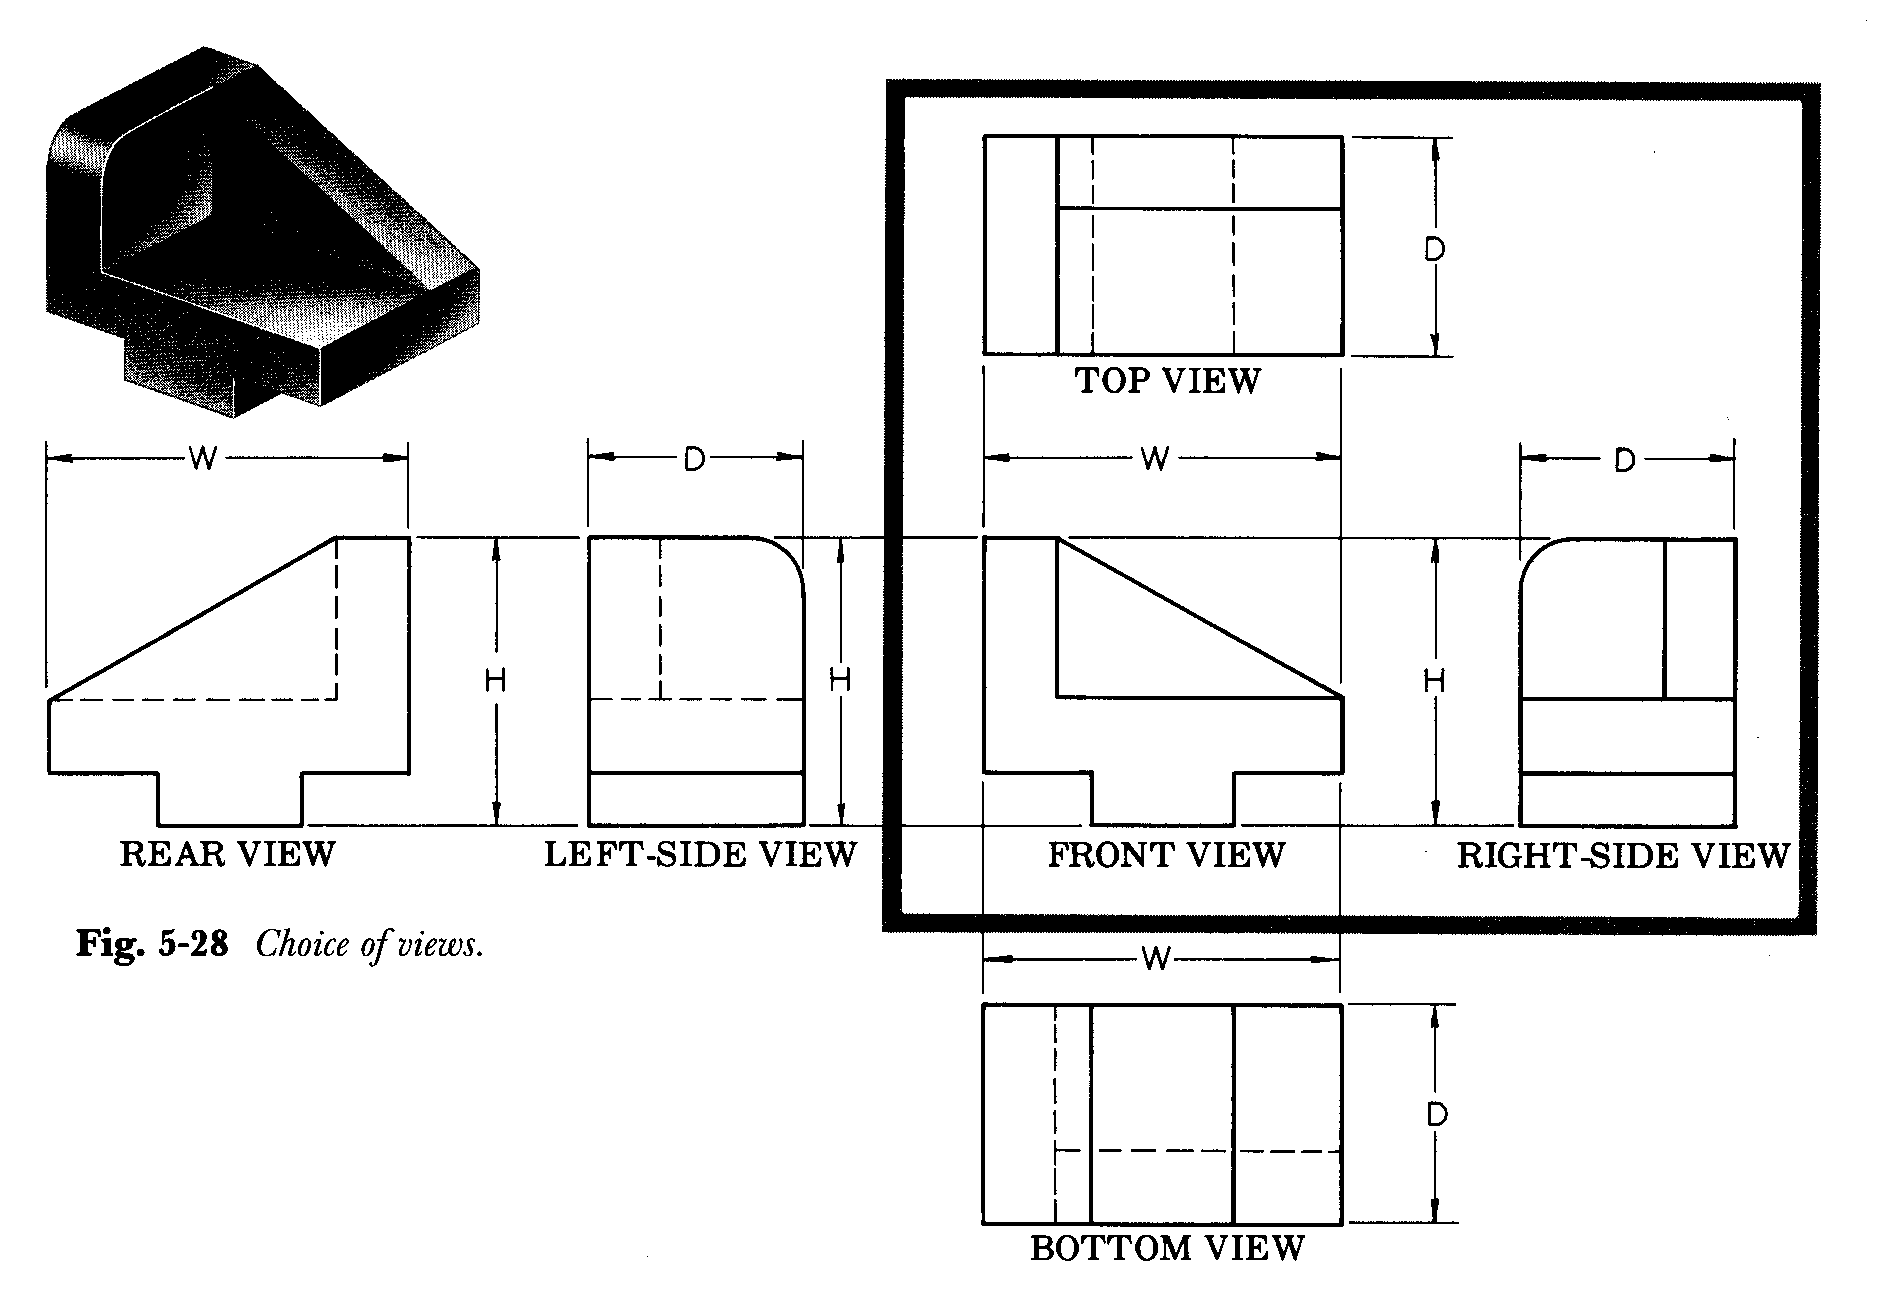 D
TOP VIEW
W
D
W
D
H
H
H
REAR VIEW
LEFT-SIDE VIEW
FRONT VIEW
RIGHT-SIDE VIEW
Fig. 5-28 Choice of views.
W
D
BOTTOM VIEW